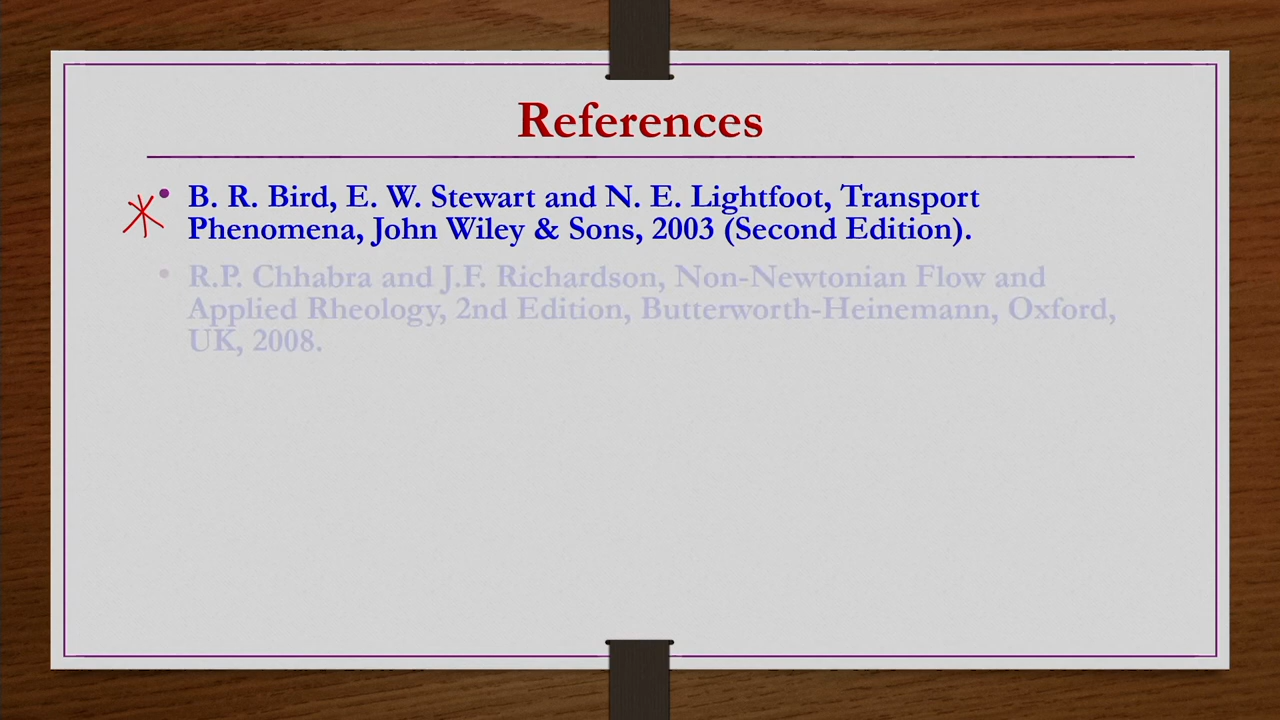 References
• B. R. Bird, E. W. Stewart and N. E. Lightfoot, Transport
Phenomena, John Wiley & Sons, 2003 (Second Edition).
• R.P. Chhabra and J.F. Richardson, Non-Newtonian Flow and
Applied Rheology, 2nd Edition, Butterworth-Heinemann, Oxford,
UK, 2008.